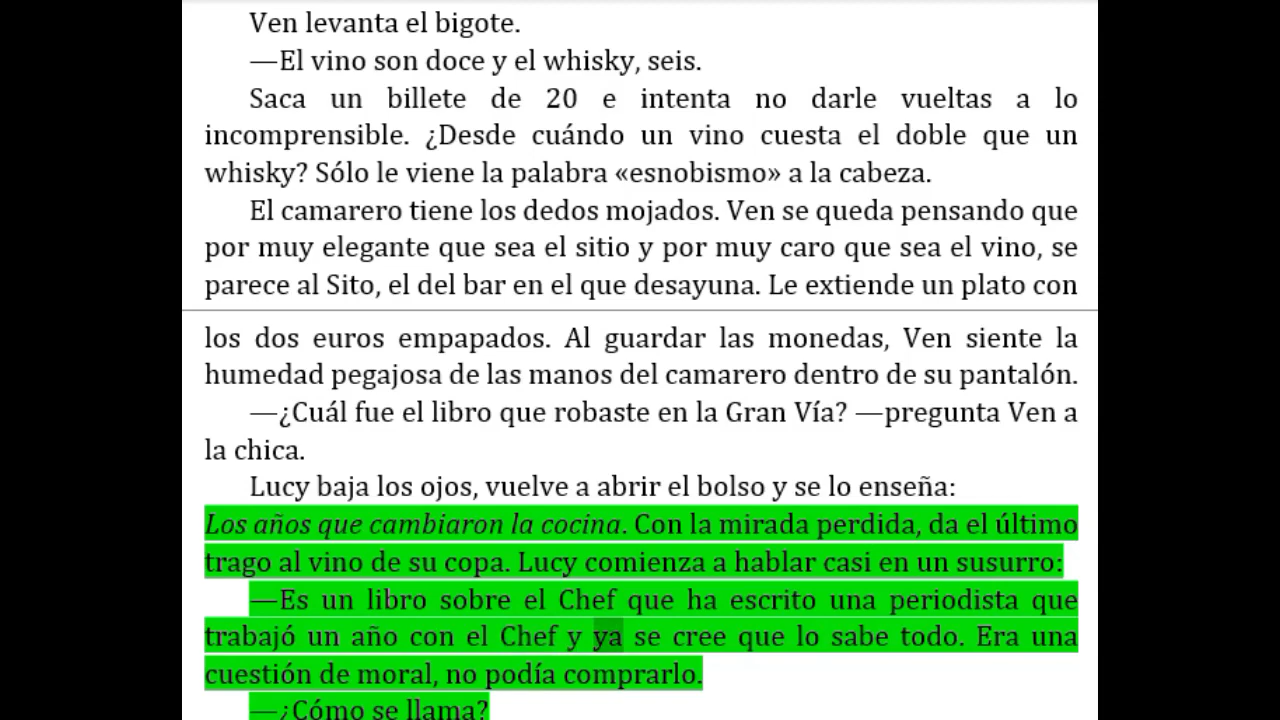 Ven levanta el bigote.
—El vino son doce y el whisky, seis.
Saca un billete de 20 e intenta no darle vueltas a lo
incomprensible. ¿Desde cuándo un vino cuesta el doble que un
whisky? Sólo le viene la palabra «esnobismo» a la cabeza.
El camarero tiene los dedos mojados. Ven se queda pensando que
por muy elegante que sea el sitio y por muy caro que sea el vino, se
parece al Sito, el del bar en el que desayuna. Le extiende un plato con
los dos euros empapados. Al guardar las monedas, Ven siente la
humedad pegajosa de las manos del camarero dentro de su pantalón.
—¿Cuál fue el libro que robaste en la Gran Vía? —pregunta Ven a
la chica.
Lucy baja los ojos, vuelve a abrir el bolso y se lo enseña:
Los años que cambiaron la cocina. Con la mirada perdida, da el último
trago al vino de su copa. Lucy comienza a hablar casi en un susurro:
—Es un libro sobre el Chef que ha escrito una periodista que
trabajó un año con el Chef y ya se cree que lo sabe todo. Era una
cuestión de moral, no podía comprarlo.
—¿Cómo se llama?